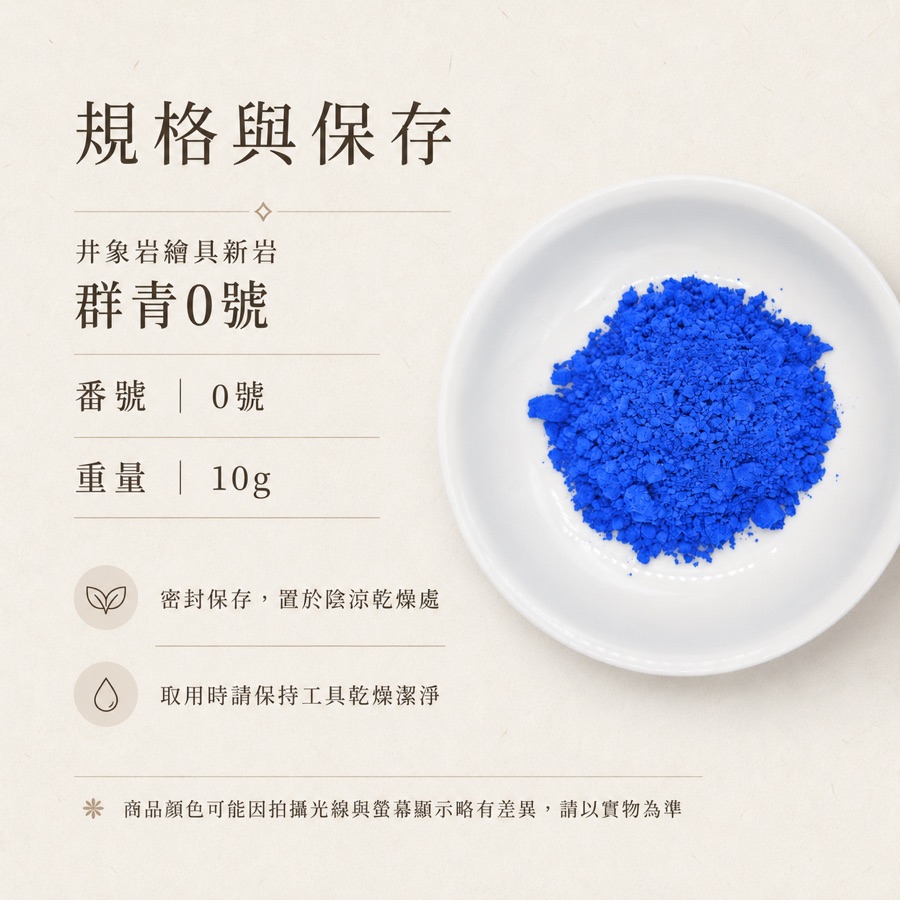 規格與保存
井象岩繪具新岩
群青0號
番號｜0號
重量｜10g
密封保存，置於陰涼乾燥處
取用時請保持工具乾燥潔淨
商品顏色可能因拍攝光線與螢幕顯示略有差異，請以實物為準